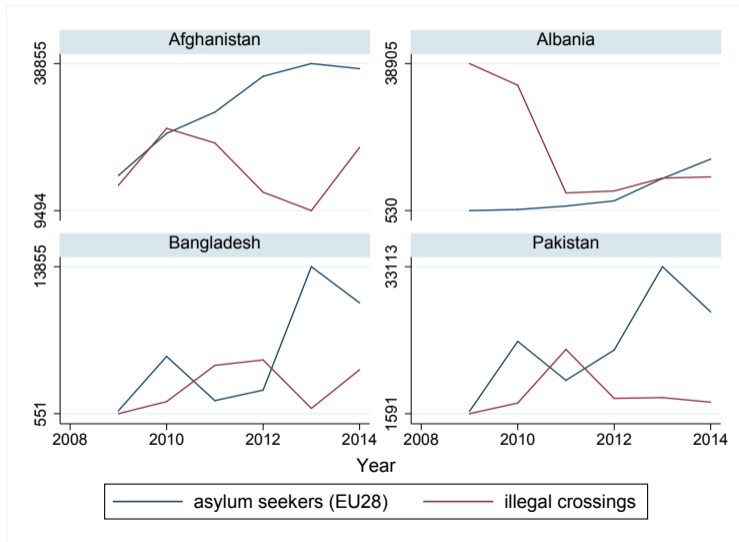 Afghanistan
Albania
38855
9494
38905
530
Bangladesh
Pakistan
13855
551
33113
1591
2008 2010 2012 2014
2008 2010 2012 2014
Year
asylum seekers (EU28) illegal crossings